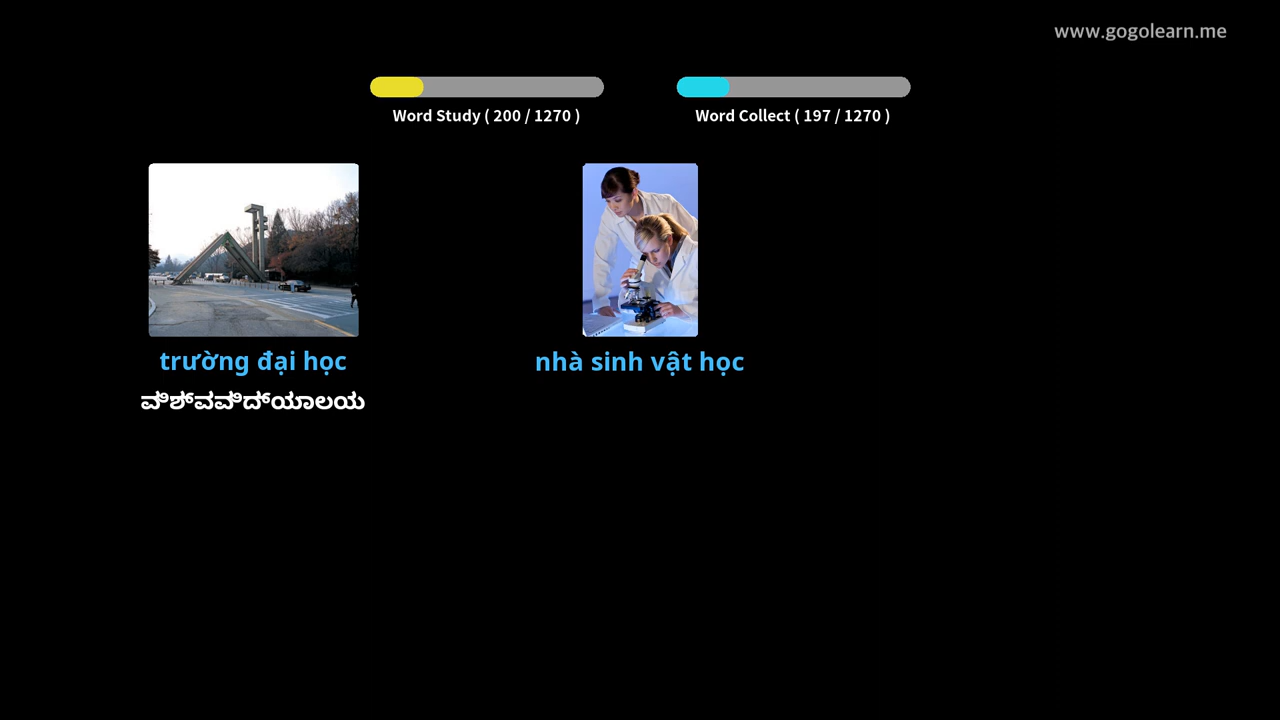 www.gogolearn.me
Word Study ( 200 / 1270 )
Word Collect ( 197 / 1270 )
trường đại học
nhà sinh vật học
ವಿಶ್ವವಿದ್ಯಾಲಯ